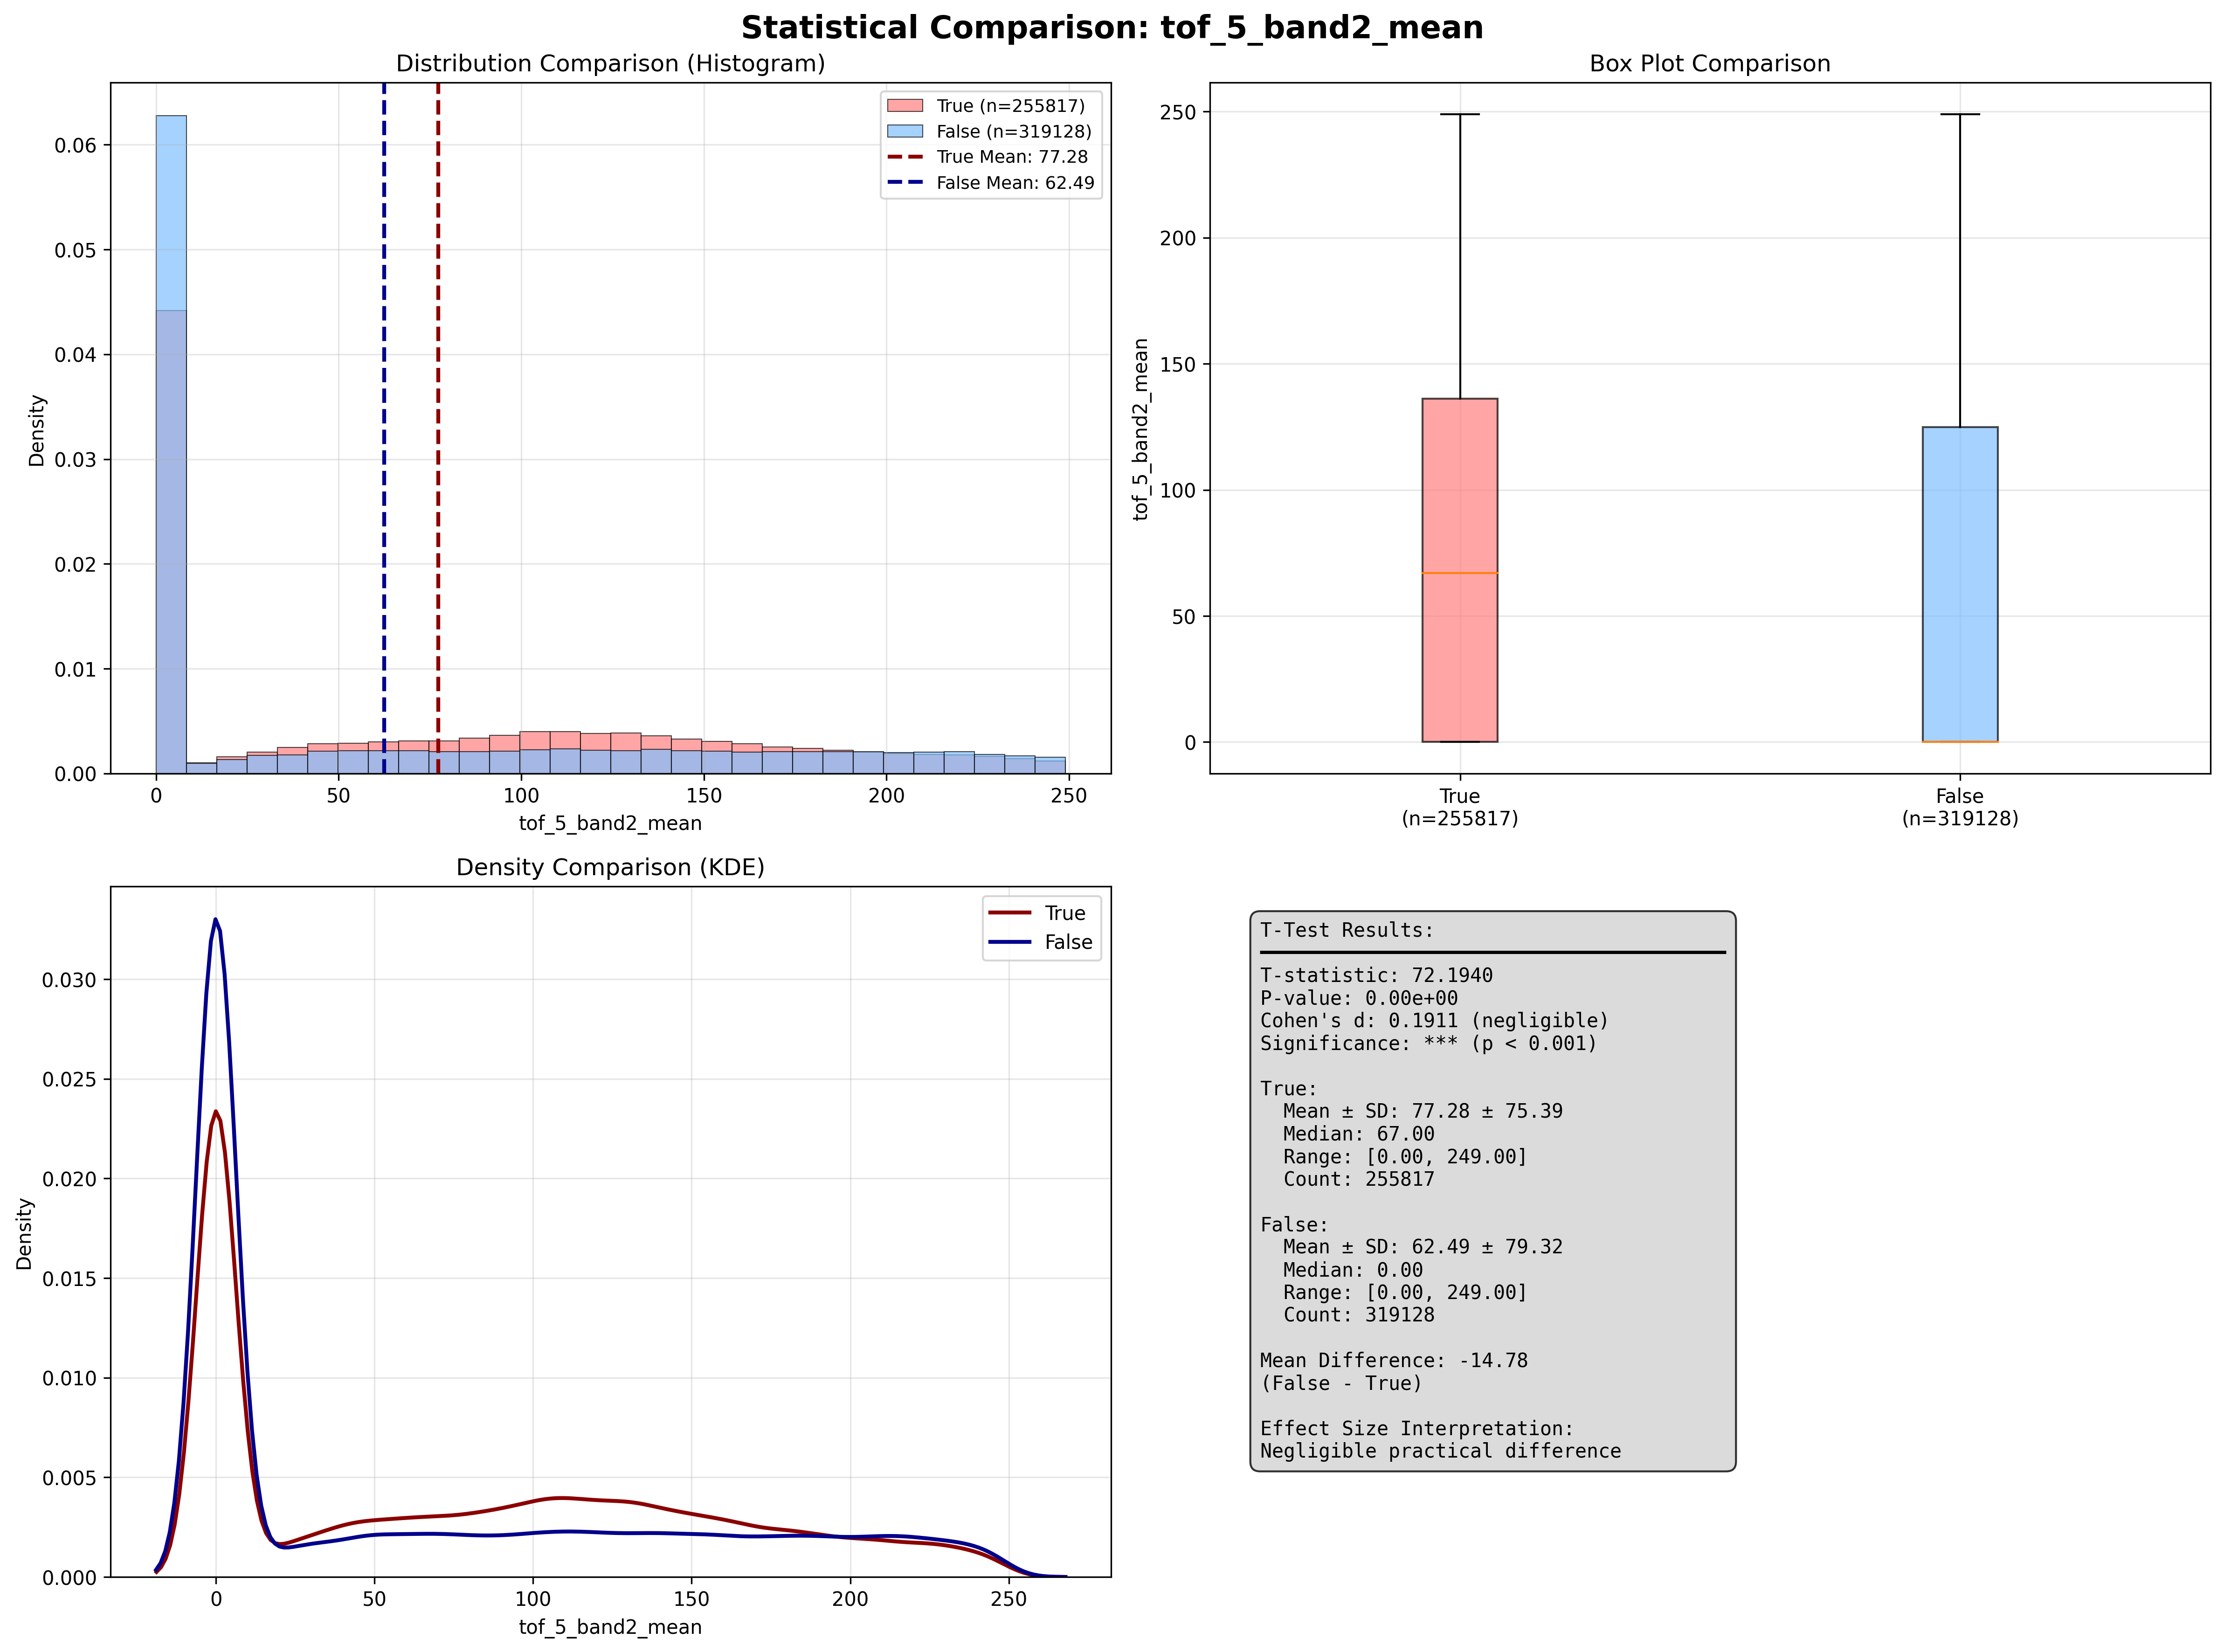 Statistical Comparison: tof_5_band2_mean
Distribution Comparison (Histogram)
Density
0.06
0.05
0.04
0.03
0.02
0.01
0.00
0
50
100
150
200
250
tof_5_band2_mean
True (n=255817)
False (n=319128)
True Mean: 77.28
False Mean: 62.49
Box Plot Comparison
tof_5_band2_mean
250
200
150
100
50
0
True
(n=255817)
False
(n=319128)
Density Comparison (KDE)
Density
0.030
0.025
0.020
0.015
0.010
0.005
0.000
0
50
100
150
200
250
tof_5_band2_mean
True
False
T-Test Results:
T-statistic: 72.1940
P-value: 0.00e+00
Cohen's d: 0.1911 (negligible)
Significance: *** (p < 0.001)
True:
Mean ± SD: 77.28 ± 75.39
Median: 67.00
Range: [0.00, 249.00]
Count: 255817
False:
Mean ± SD: 62.49 ± 79.32
Median: 0.00
Range: [0.00, 249.00]
Count: 319128
Mean Difference: -14.78
(False - True)
Effect Size Interpretation:
Negligible practical difference